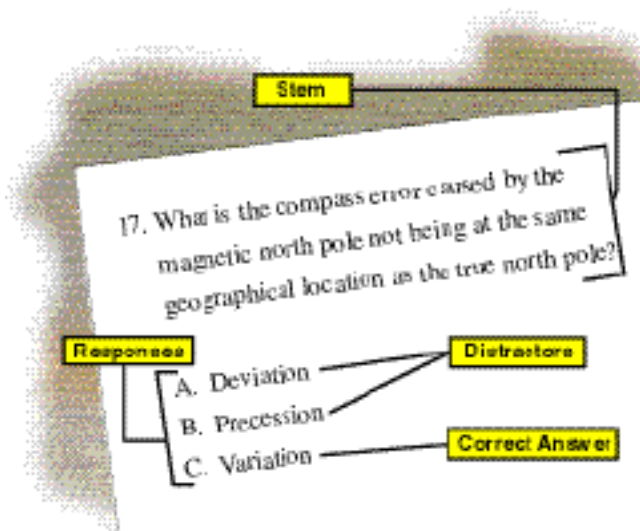 Stem
17. What is the compass error caused by the
magnetic north pole not being at the same
geographical location as the true north pole?
Responses
A. Deviation
B. Precession
C. Variation
Distractors
Correct Answer